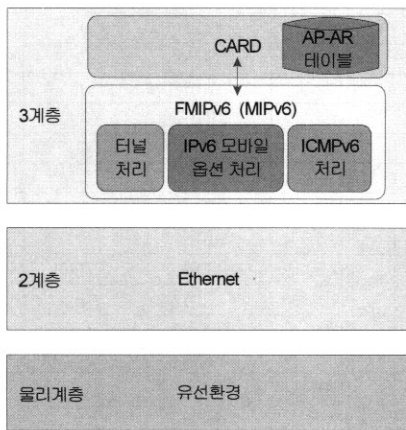 CARD
AP-AR
테이블
3계층
FMIPv6 (MIPv6)
터널
처리
IPv6 모바일
옵션 처리
ICMPv6
처리
2계층
Ethernet
물리계층
유선환경